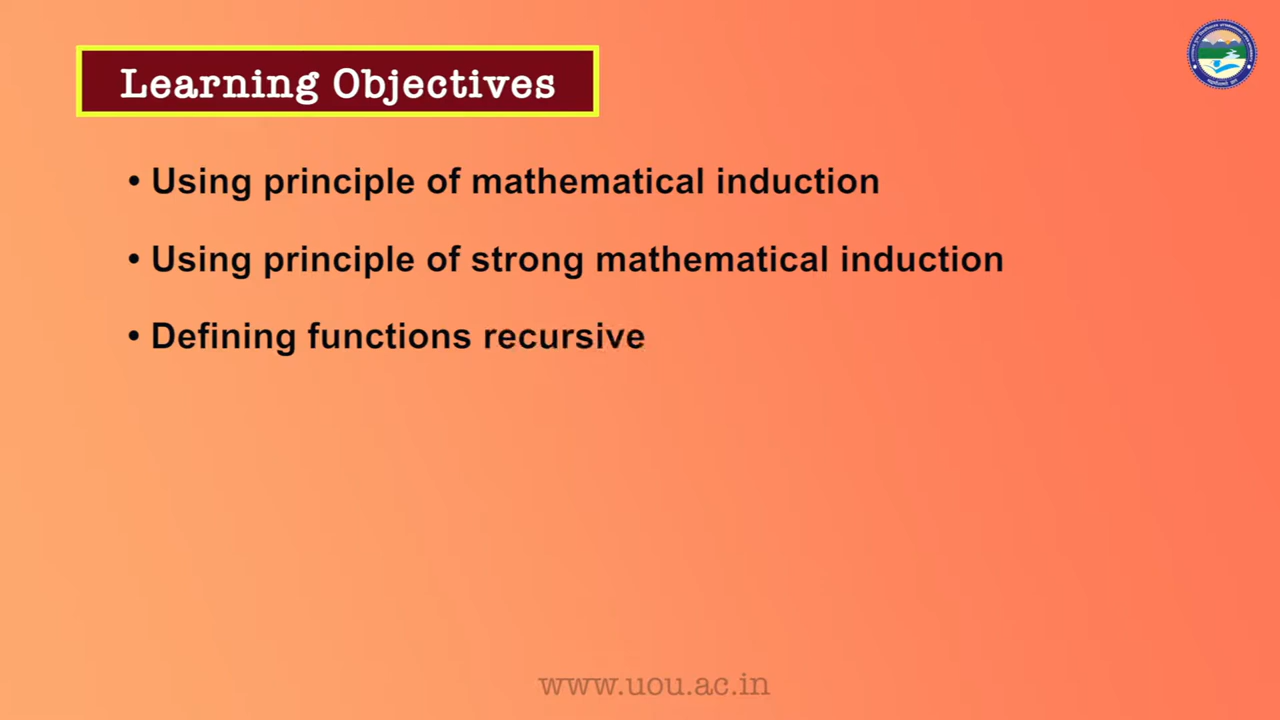 Learning Objectives
• Using principle of mathematical induction
• Using principle of strong mathematical induction
• Defining functions recursive
www.uou.ac.in